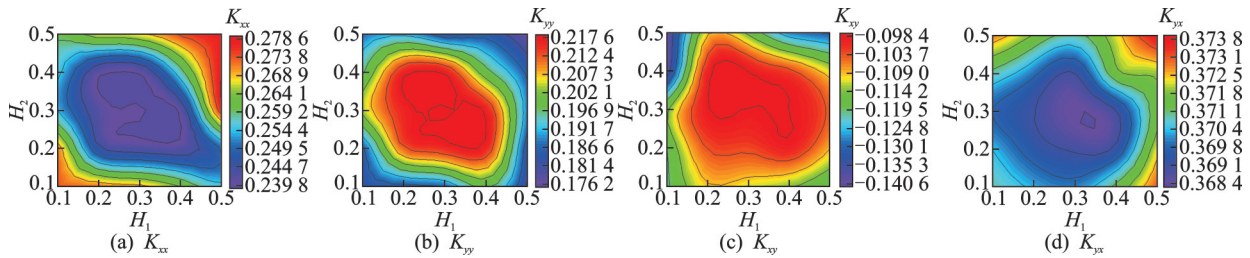 K_xx
0.278 6
0.273 8
0.268 9
0.264 1
0.259 2
0.254 4
0.249 5
0.244 7
0.239 8
H_2
0.5
0.4
0.3
0.2
0.1
0.1 0.2 0.3 0.4 0.5
H_1
(a) K_xx
K_yy
0.217 6
0.212 4
0.207 3
0.202 1
0.196 9
0.191 7
0.186 6
0.181 4
0.176 2
H_2
0.5
0.4
0.3
0.2
0.1
0.1 0.2 0.3 0.4 0.5
H_1
(b) K_yy
K_xy
−0.098 4
−0.103 7
−0.109 0
−0.114 2
−0.119 5
−0.124 8
−0.130 1
−0.135 3
−0.140 6
H_2
0.5
0.4
0.3
0.2
0.1
0.1 0.2 0.3 0.4 0.5
H_1
(c) K_xy
K_yx
0.373 8
0.373 1
0.372 5
0.371 8
0.371 1
0.370 4
0.369 8
0.369 1
0.368 4
H_2
0.5
0.4
0.3
0.2
0.1
0.1 0.2 0.3 0.4 0.5
H_1
(d) K_yx